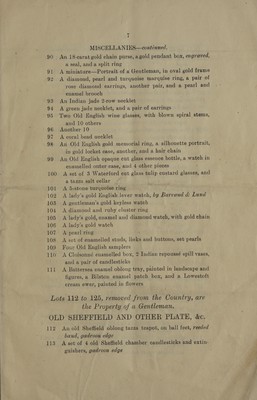 7
MISCELLANIES—continued.
90 An 18-carat gold chain purse, a gold pendant box, engraved,
a seal, and a split ring
91 A miniature—Portrait of a Gentleman, in oval gold frame
92 A diamond, pearl and turquoise marquise ring, a pair of
rose diamond earrings, another pair, and a pearl and
enamel brooch
93 An Indian jade 2-row necklet
94 A green jade necklet, and a pair of earrings
95 Two Old English wine glasses, with blown spiral stems,
and 10 others
96 Another 10
97 A coral bead necklet
98 An Old English gold memorial ring, a silhouette portrait,
in gold locket case, another, and a hair chain
99 An Old English opaque cut glass essence bottle, a watch in
enamelled outer case, and 4 other pieces
100 A set of 8 Waterford cut glass tulip custard glasses, and
a taza salt cellar
101 A 3-stone turquoise ring
102 A lady's gold English lever watch, by Barraud & Lund
103 A gentleman's gold keyless watch
104 A diamond and ruby cluster ring
105 A lady's gold, enamel and diamond watch, with gold chain
106 A lady's gold watch
107 A pearl ring
108 A set of enamelled studs, links and buttons, set pearls
109 Four Old English samplers
110 A Cloisonné enamelled box, 2 Indian repoussé spill vases,
and a pair of candlesticks
111 A Battersea enamel oblong tray, painted in landscape and
figures, a Bilston enamel patch box, and a Lowestoft
cream ewer, painted in flowers
Lots 112 to 125, removed from the Country, are
the Property of a Gentleman.
OLD SHEFFIELD AND OTHER PLATE, &c.
112 An old Sheffield oblong taza teapot, on ball feet, reeded
band, gadroon edge
113 A set of 4 old Sheffield chamber candlesticks and extin-
guishers, gadroon edge